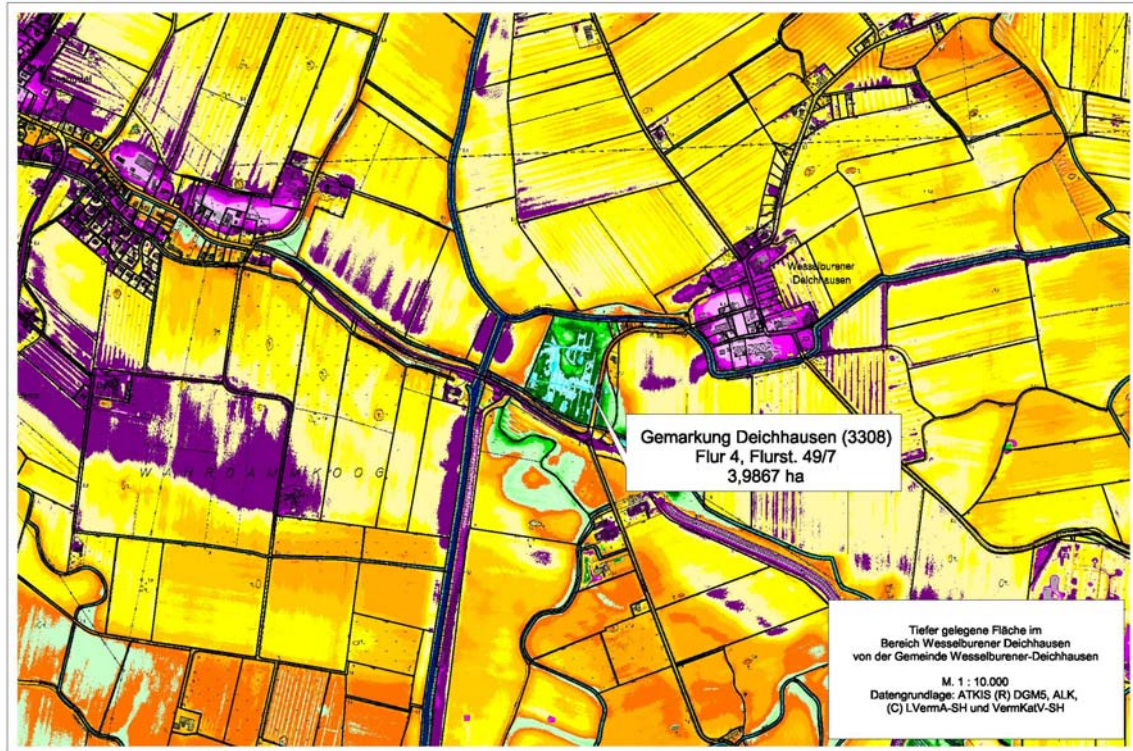 Wesselburener
Deichhausen
Gemarkung Deichhausen (3308)
Flur 4, Flurst. 49/7
3,9867 ha
WAHRDAMMKOOG
Tiefer gelegene Fläche im
Bereich Wesselburener Deichhausen
von der Gemeinde Wesselburener-Deichhausen
M. 1 : 10.000
Datengrundlage: ATKIS (R) DGM5, ALK,
(C) LVermA-SH und VermKatV-SH